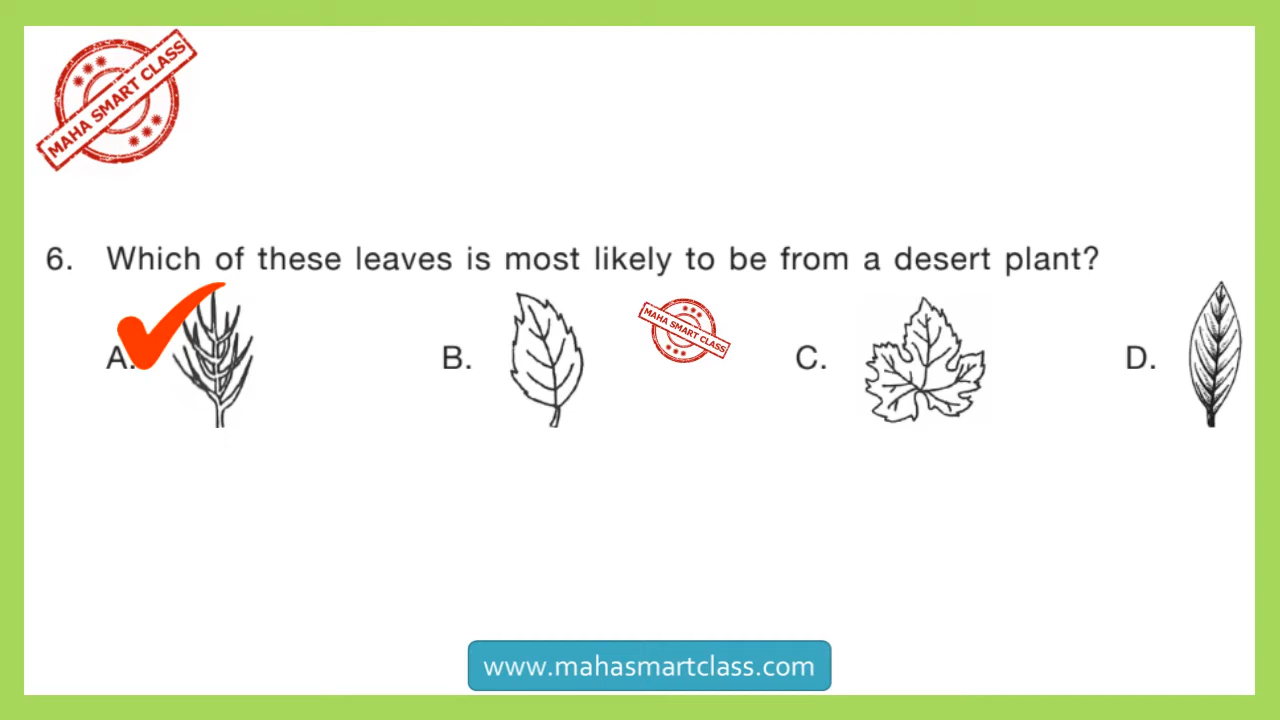 MAHA SMART CLASS
6. Which of these leaves is most likely to be from a desert plant?
A. B. MAHA SMART CLASS C. D.
www.mahasmartclass.com